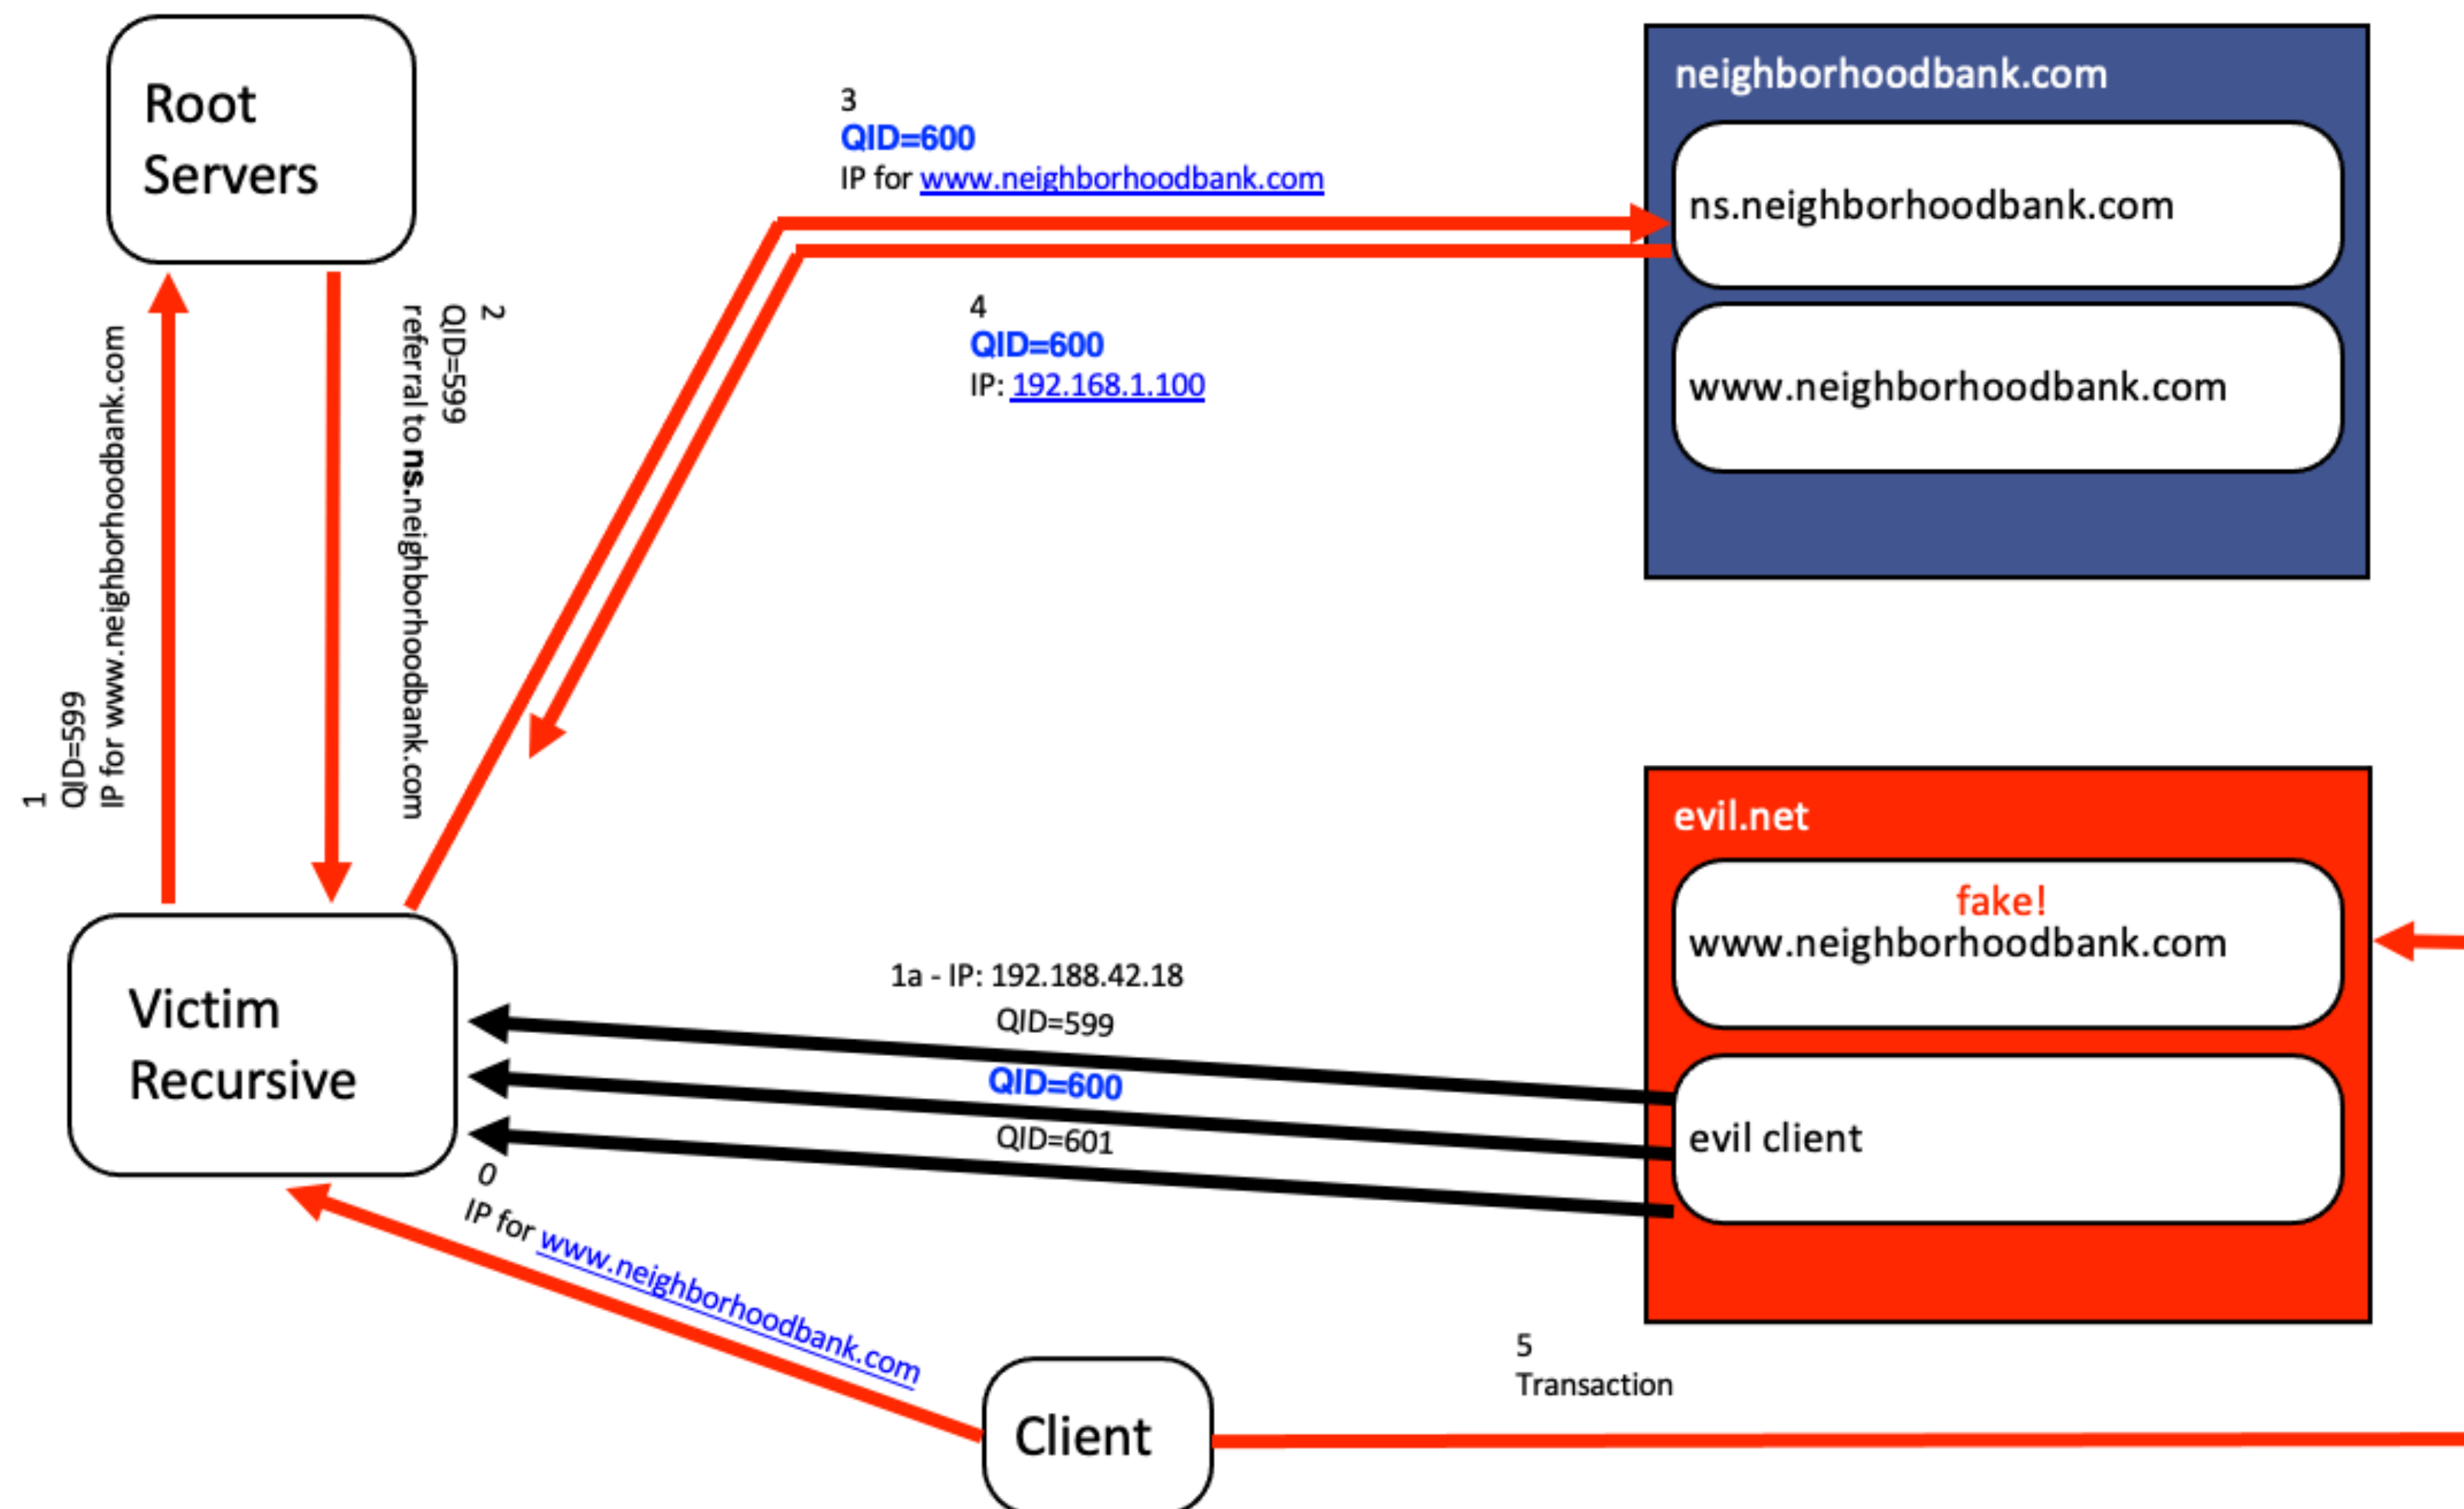 Root
Servers
3
QID=600
IP for www.neighborhoodbank.com
neighborhoodbank.com
ns.neighborhoodbank.com
www.neighborhoodbank.com
4
QID=600
IP: 192.168.1.100
1
QID=599
IP for www.neighborhoodbank.com
2
QID=599
referral to ns.neighborhoodbank.com
Victim
Recursive
1a - IP: 192.188.42.18
QID=599
QID=600
QID=601
evil.net
fake!
www.neighborhoodbank.com
evil client
0
IP for www.neighborhoodbank.com
Client
5
Transaction